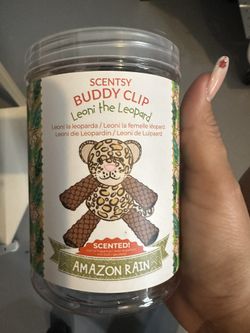 SCENTSY
BUDDY CLIP
Leoni the Leopard
Leoni la leoparda / Leoni la femelle léopard
Leoni die Leopardin / Leoni de Luipaard
SCENTED!
AMAZON RAIN